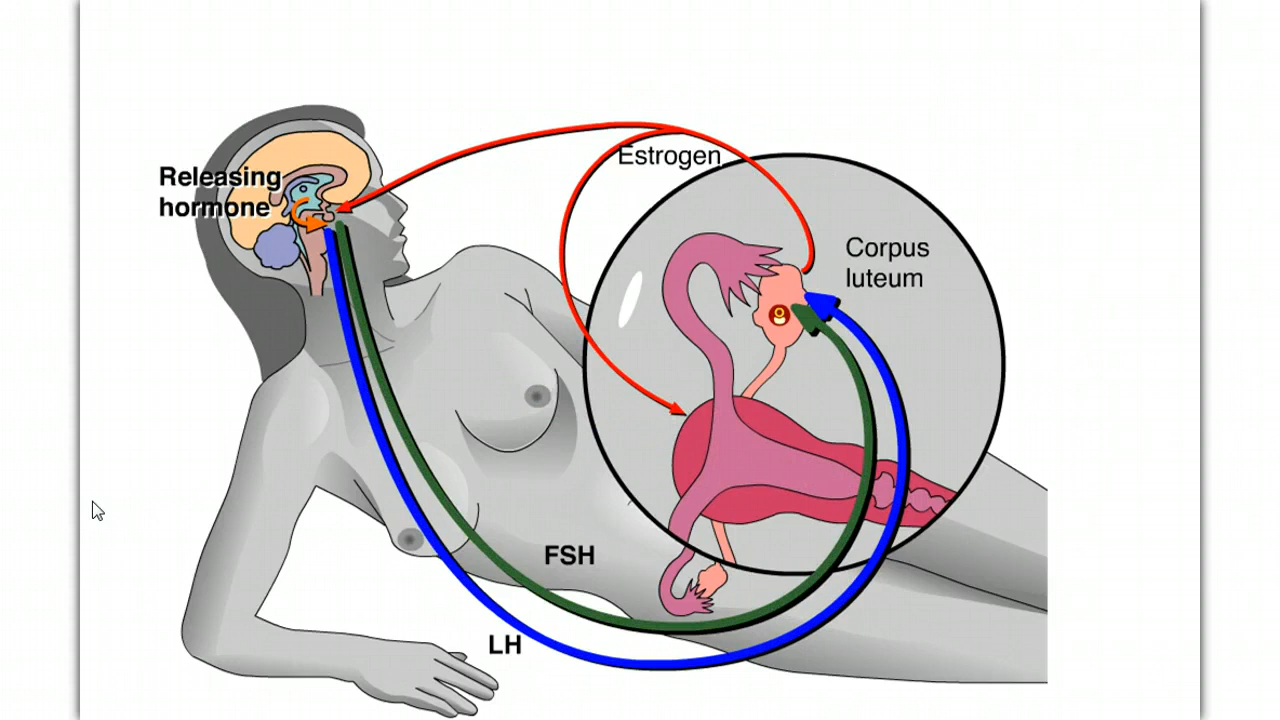 Estrogen
Releasing
hormone
Corpus
luteum
FSH
LH